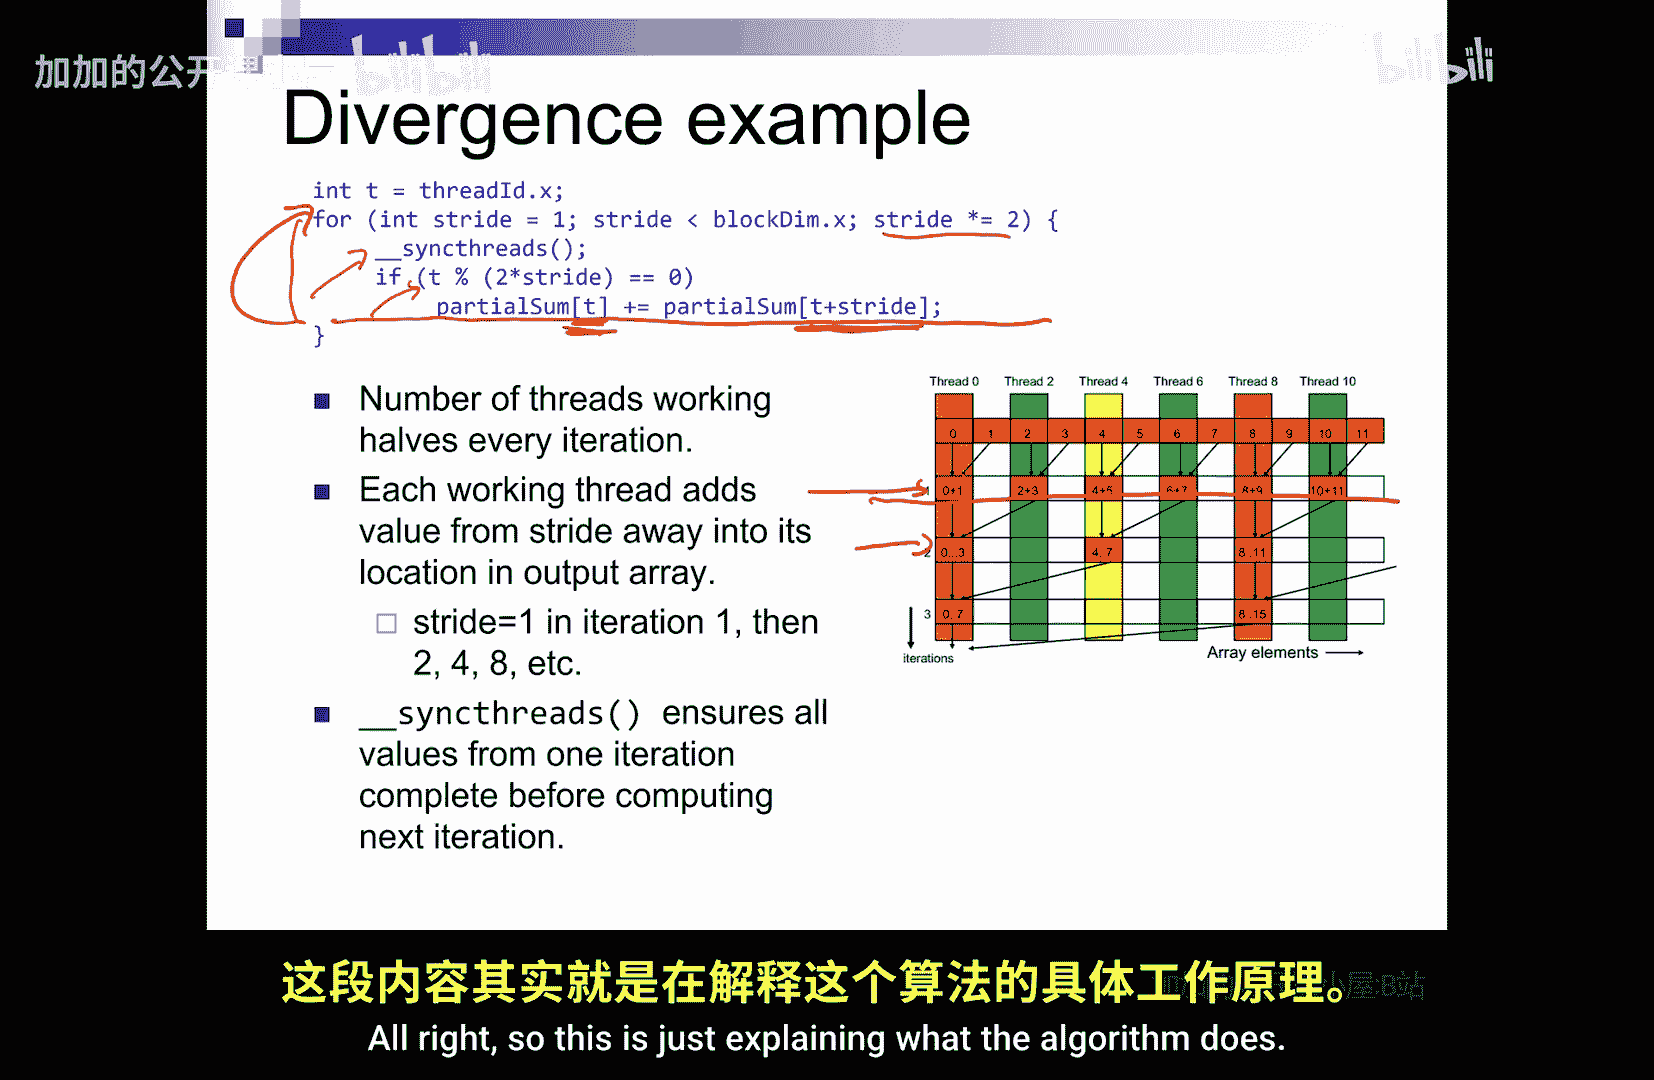 加加的公开
bilibili
bilibili
Divergence example
int t = threadId.x;
for (int stride = 1; stride < blockDim.x; stride *= 2) {
__syncthreads();
if (t % (2*stride) == 0)
partialSum[t] += partialSum[t+stride];
}
Number of threads working
halves every iteration.
Each working thread adds
value from stride away into its
location in output array.
stride=1 in iteration 1, then
2, 4, 8, etc.
__syncthreads() ensures all
values from one iteration
complete before computing
next iteration.
Thread 0 Thread 2 Thread 4 Thread 6 Thread 8 Thread 10
0 1 2 3 4 5 6 7 8 9 10 11
0+1 2+3 4+5 6+7 8+9 10+11
2 0...3 4..7 8..11
3 0..7 8..15
iterations
Array elements
这段内容其实就是在解释这个算法的具体工作原理。
小屋:B站
All right, so this is just explaining what the algorithm does.